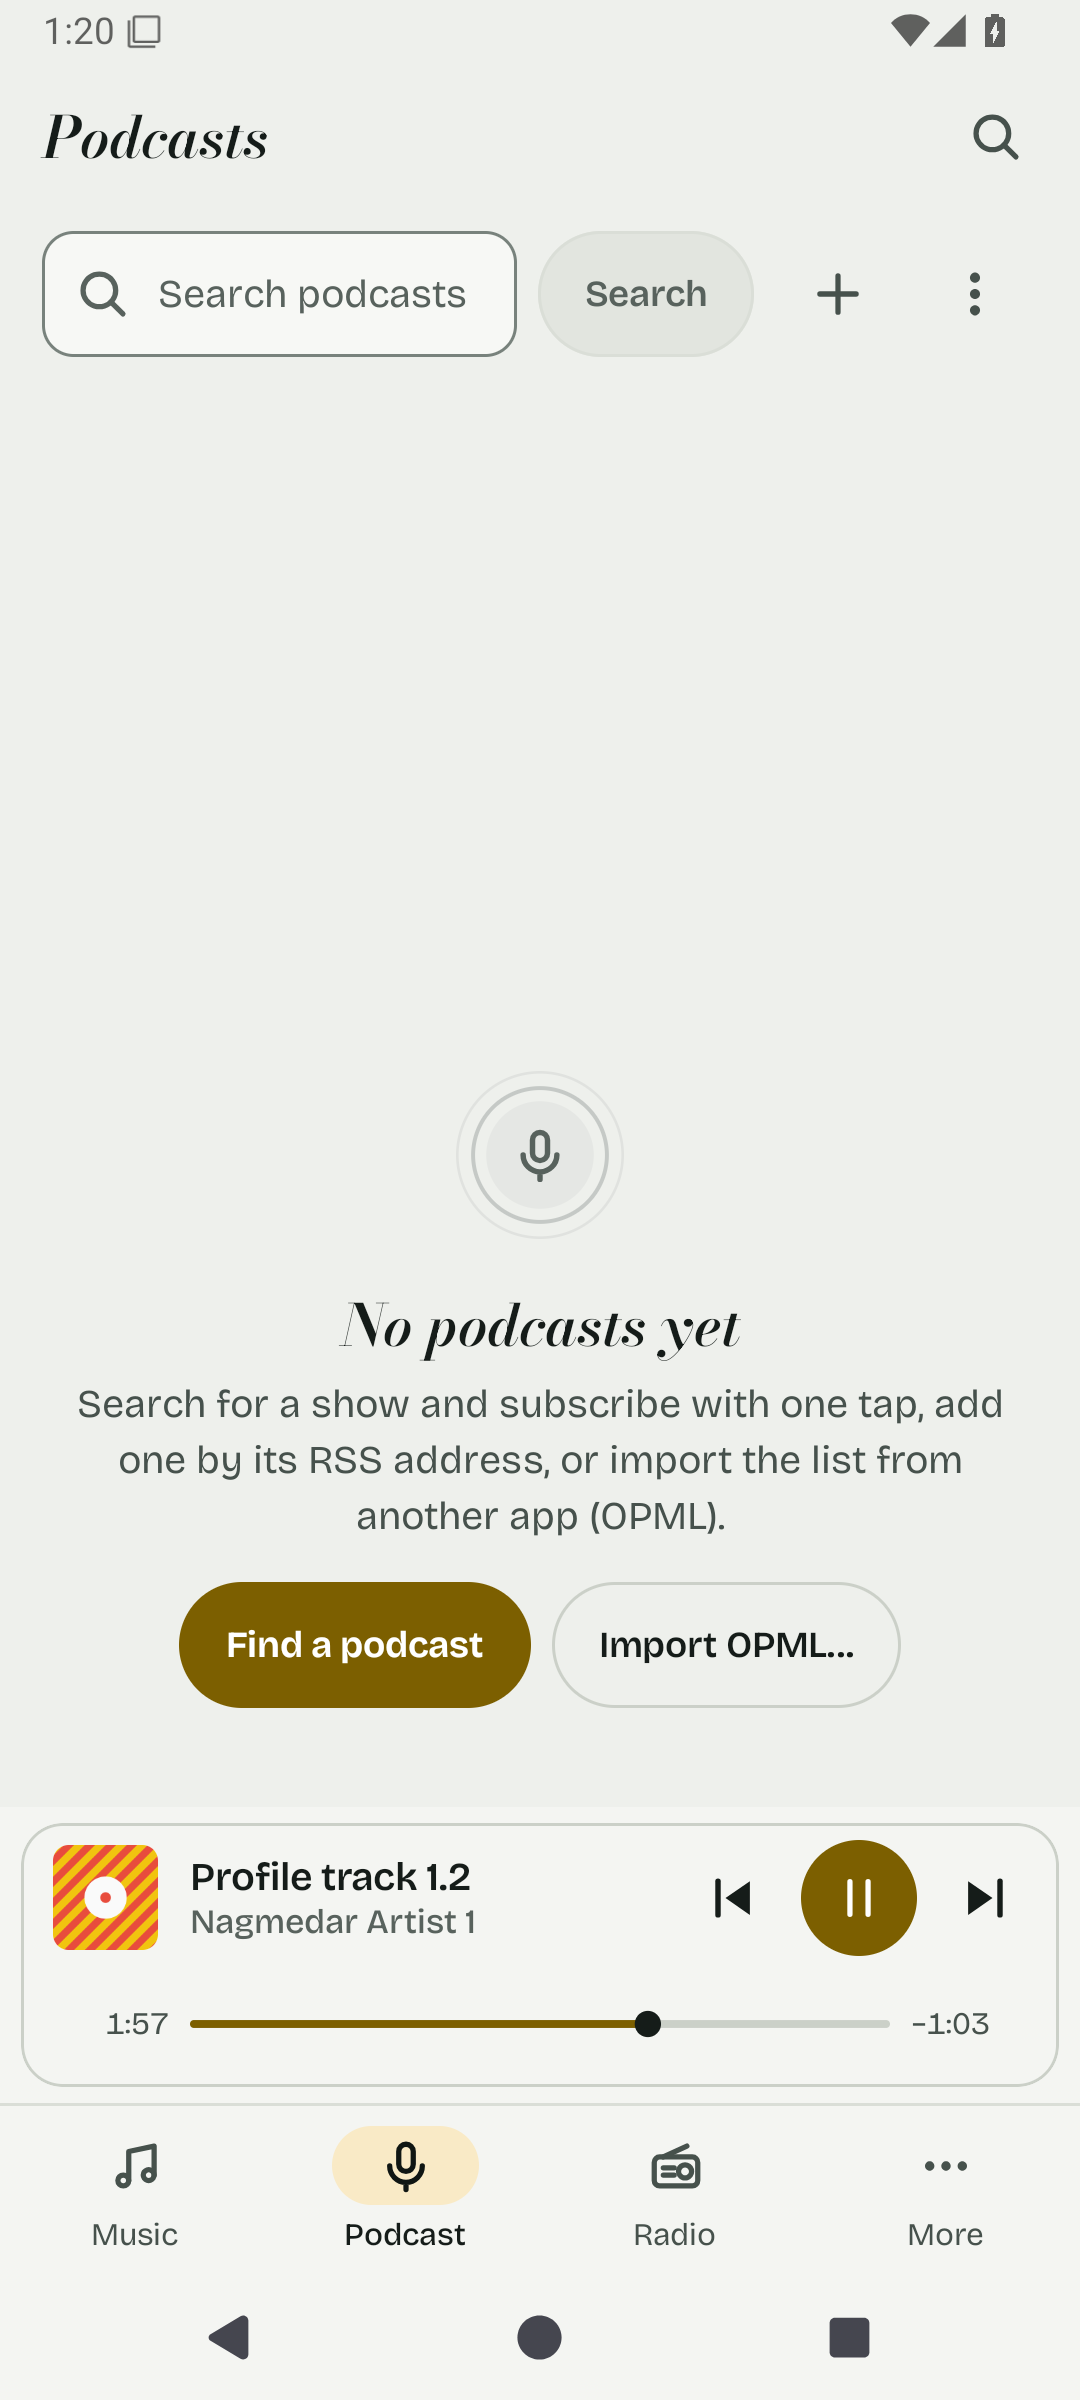 1:20
Podcasts
Search podcasts
Search
No podcasts yet
Search for a show and subscribe with one tap, add
one by its RSS address, or import the list from
another app (OPML).
Find a podcast
Import OPML...
Profile track 1.2
Nagmedar Artist 1
1:57
-1:03
Music
Podcast
Radio
More